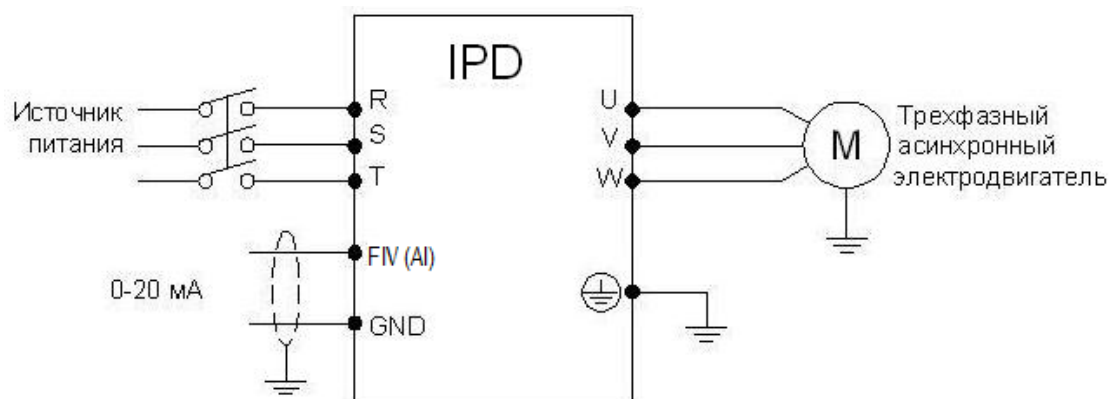 IPD
Источник
питания
R
S
T
U
V
W
M
Трехфазный
асинхронный
электродвигатель
0-20 мА
FIV (AI)
GND